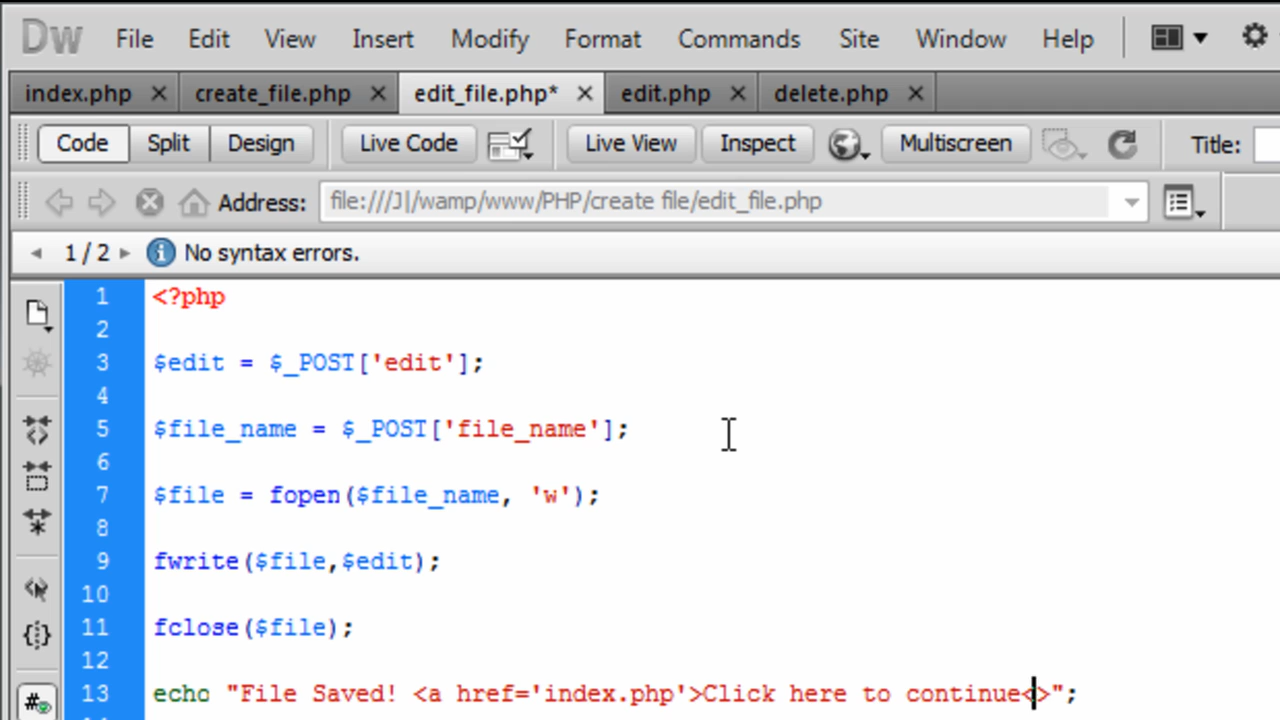 Dw File Edit View Insert Modify Format Commands Site Window Help
index.php create_file.php edit_file.php* edit.php delete.php
Code Split Design Live Code Live View Inspect Multiscreen Title:
Address: file:///J|/wamp/www/PHP/create file/edit_file.php
1 / 2 No syntax errors.
1 <?php
2
3 $edit = $_POST['edit'];
4
5 $file_name = $_POST['file_name'];
6
7 $file = fopen($file_name, 'w');
8
9 fwrite($file,$edit);
10
11 fclose($file);
12
13 echo "File Saved! <a href='index.php'>Click here to continue<>";